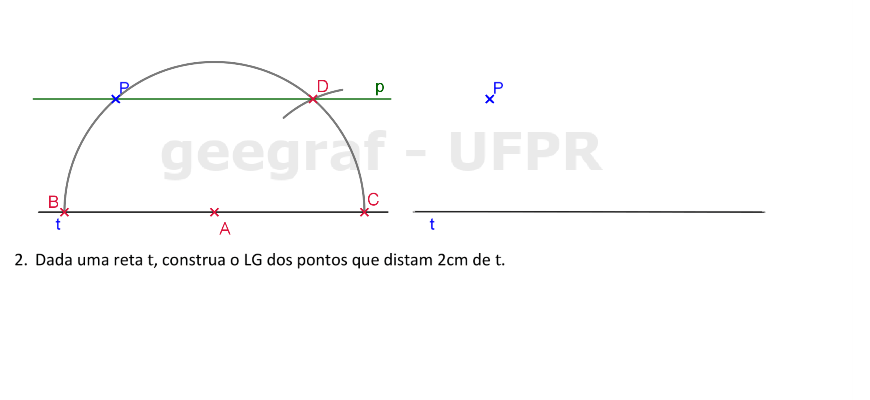 P D p P
geegraf - UFPR
B C
t A t
2. Dada uma reta t, construa o LG dos pontos que distam 2cm de t.